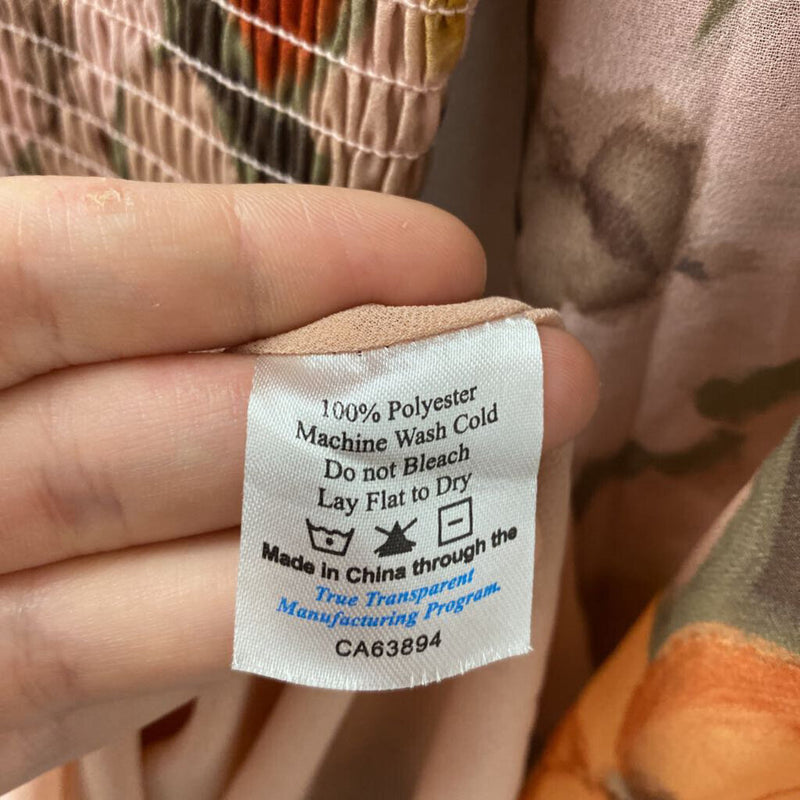 100% Polyester
Machine Wash Cold
Do not Bleach
Lay Flat to Dry
Made in China through the
True Transparent
Manufacturing Program.
CA63894